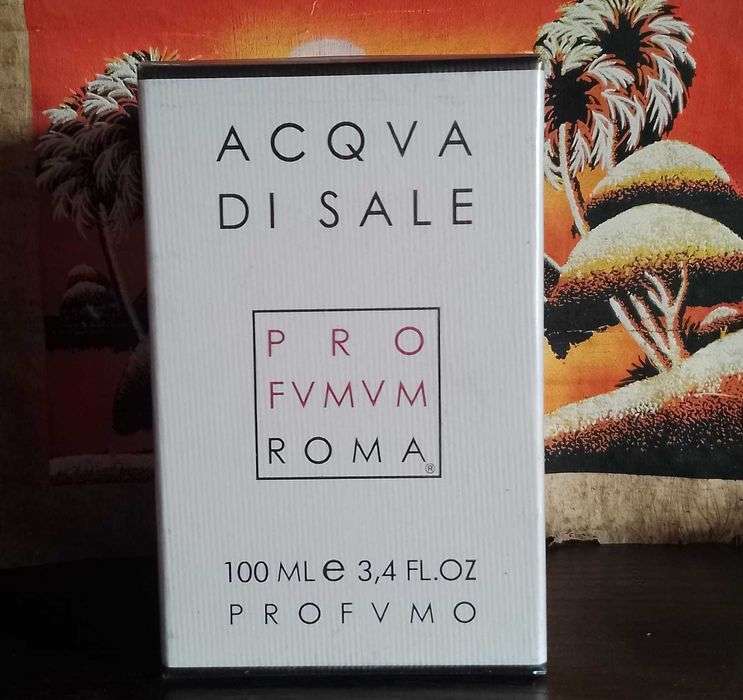 ACQVA
DI SALE
PRO
FVMVM
ROMA®
100 ML e 3,4 FL.OZ
PROFVMO